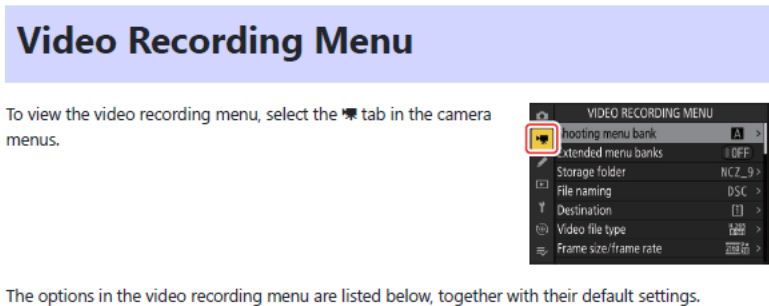 Video Recording Menu
To view the video recording menu, select the tab in the camera
menus.
VIDEO RECORDING MENU
Shooting menu bank A
Extended menu banks OFF
Storage folder NCZ_9
File naming DSC
Destination
Video file type
Frame size/frame rate
The options in the video recording menu are listed below, together with their default settings.